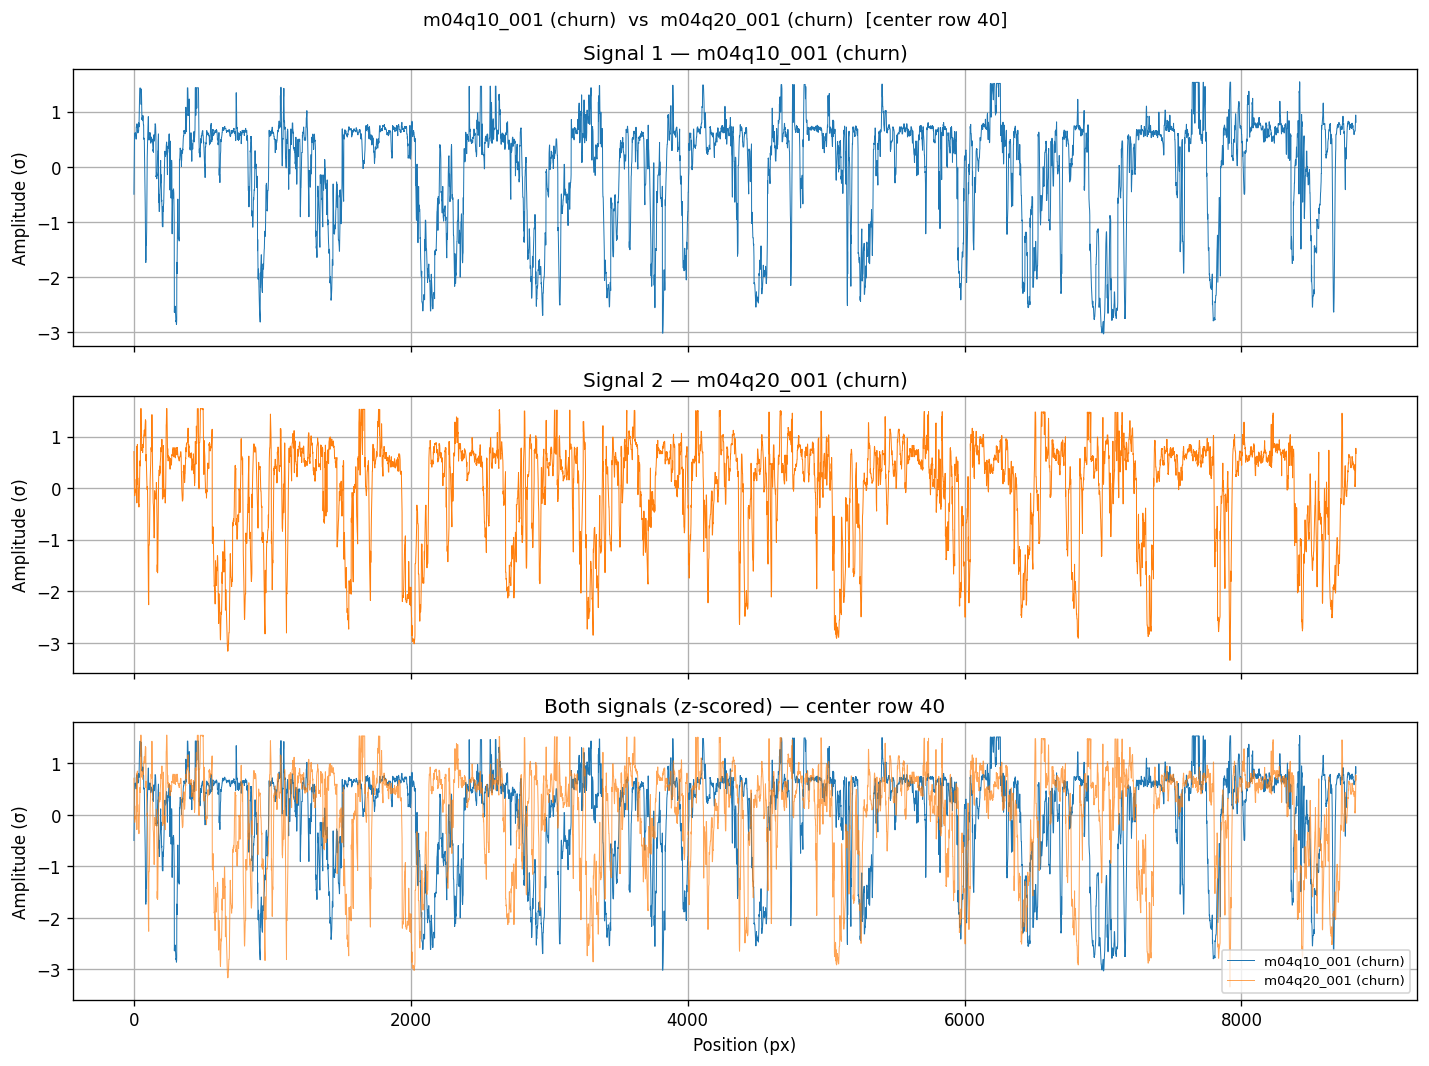 m04q10_001 (churn)  vs  m04q20_001 (churn)  [center row 40]
Signal 1 — m04q10_001 (churn)
Amplitude (σ)
1
0
−1
−2
−3
Signal 2 — m04q20_001 (churn)
Amplitude (σ)
1
0
−1
−2
−3
Both signals (z-scored) — center row 40
Amplitude (σ)
1
0
−1
−2
−3
m04q10_001 (churn)
m04q20_001 (churn)
0 2000 4000 6000 8000
Position (px)